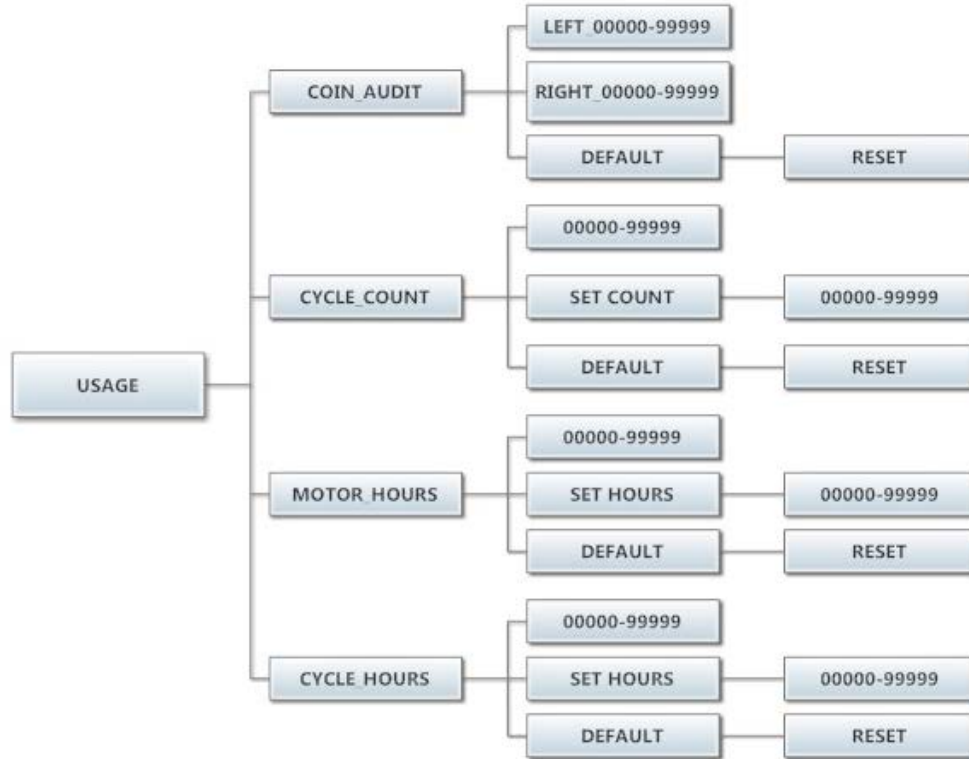 LEFT_00000-99999
COIN_AUDIT
RIGHT_00000-99999
DEFAULT
RESET
00000-99999
CYCLE_COUNT
SET COUNT
00000-99999
DEFAULT
RESET
USAGE
00000-99999
MOTOR_HOURS
SET HOURS
00000-99999
DEFAULT
RESET
00000-99999
CYCLE_HOURS
SET HOURS
00000-99999
DEFAULT
RESET